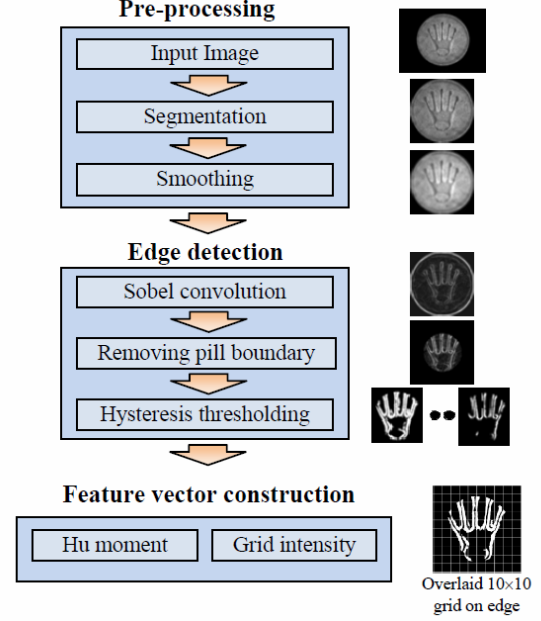 Pre-processing
Input Image
Segmentation
Smoothing
Edge detection
Sobel convolution
Removing pill boundary
Hysteresis thresholding
Feature vector construction
Hu moment
Grid intensity
Overlaid 10×10
grid on edge